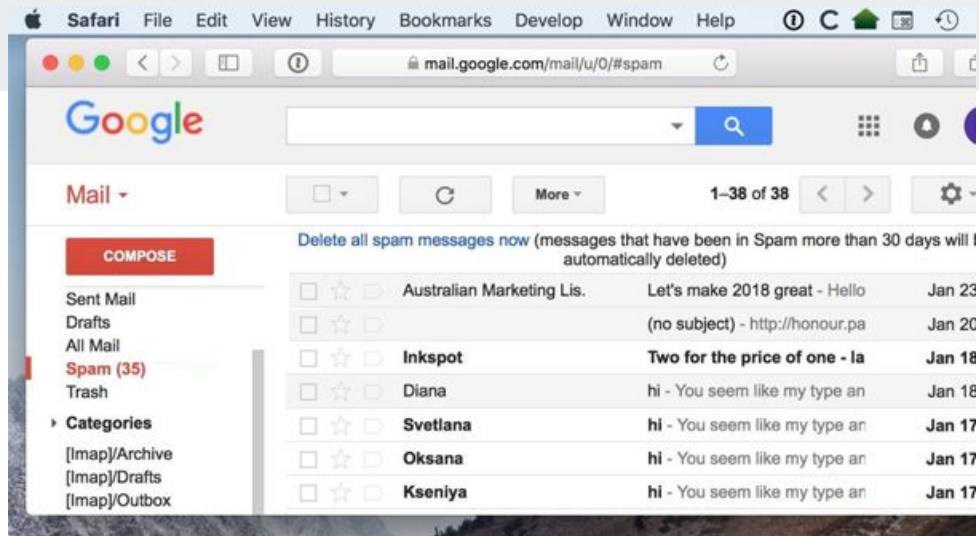 Safari File Edit View History Bookmarks Develop Window Help
mail.google.com/mail/u/0/#spam
Google
Mail More 1–38 of 38
COMPOSE
Delete all spam messages now (messages that have been in Spam more than 30 days will
automatically deleted)
Sent Mail
Drafts
All Mail
Spam (35)
Trash
Categories
[Imap]/Archive
[Imap]/Drafts
[Imap]/Outbox
Australian Marketing Lis. Let's make 2018 great - Hello Jan 23
(no subject) - http://honour.pa Jan 20
Inkspot Two for the price of one - la Jan 18
Diana hi - You seem like my type an Jan 18
Svetlana hi - You seem like my type an Jan 17
Oksana hi - You seem like my type an Jan 17
Kseniya hi - You seem like my type an Jan 17